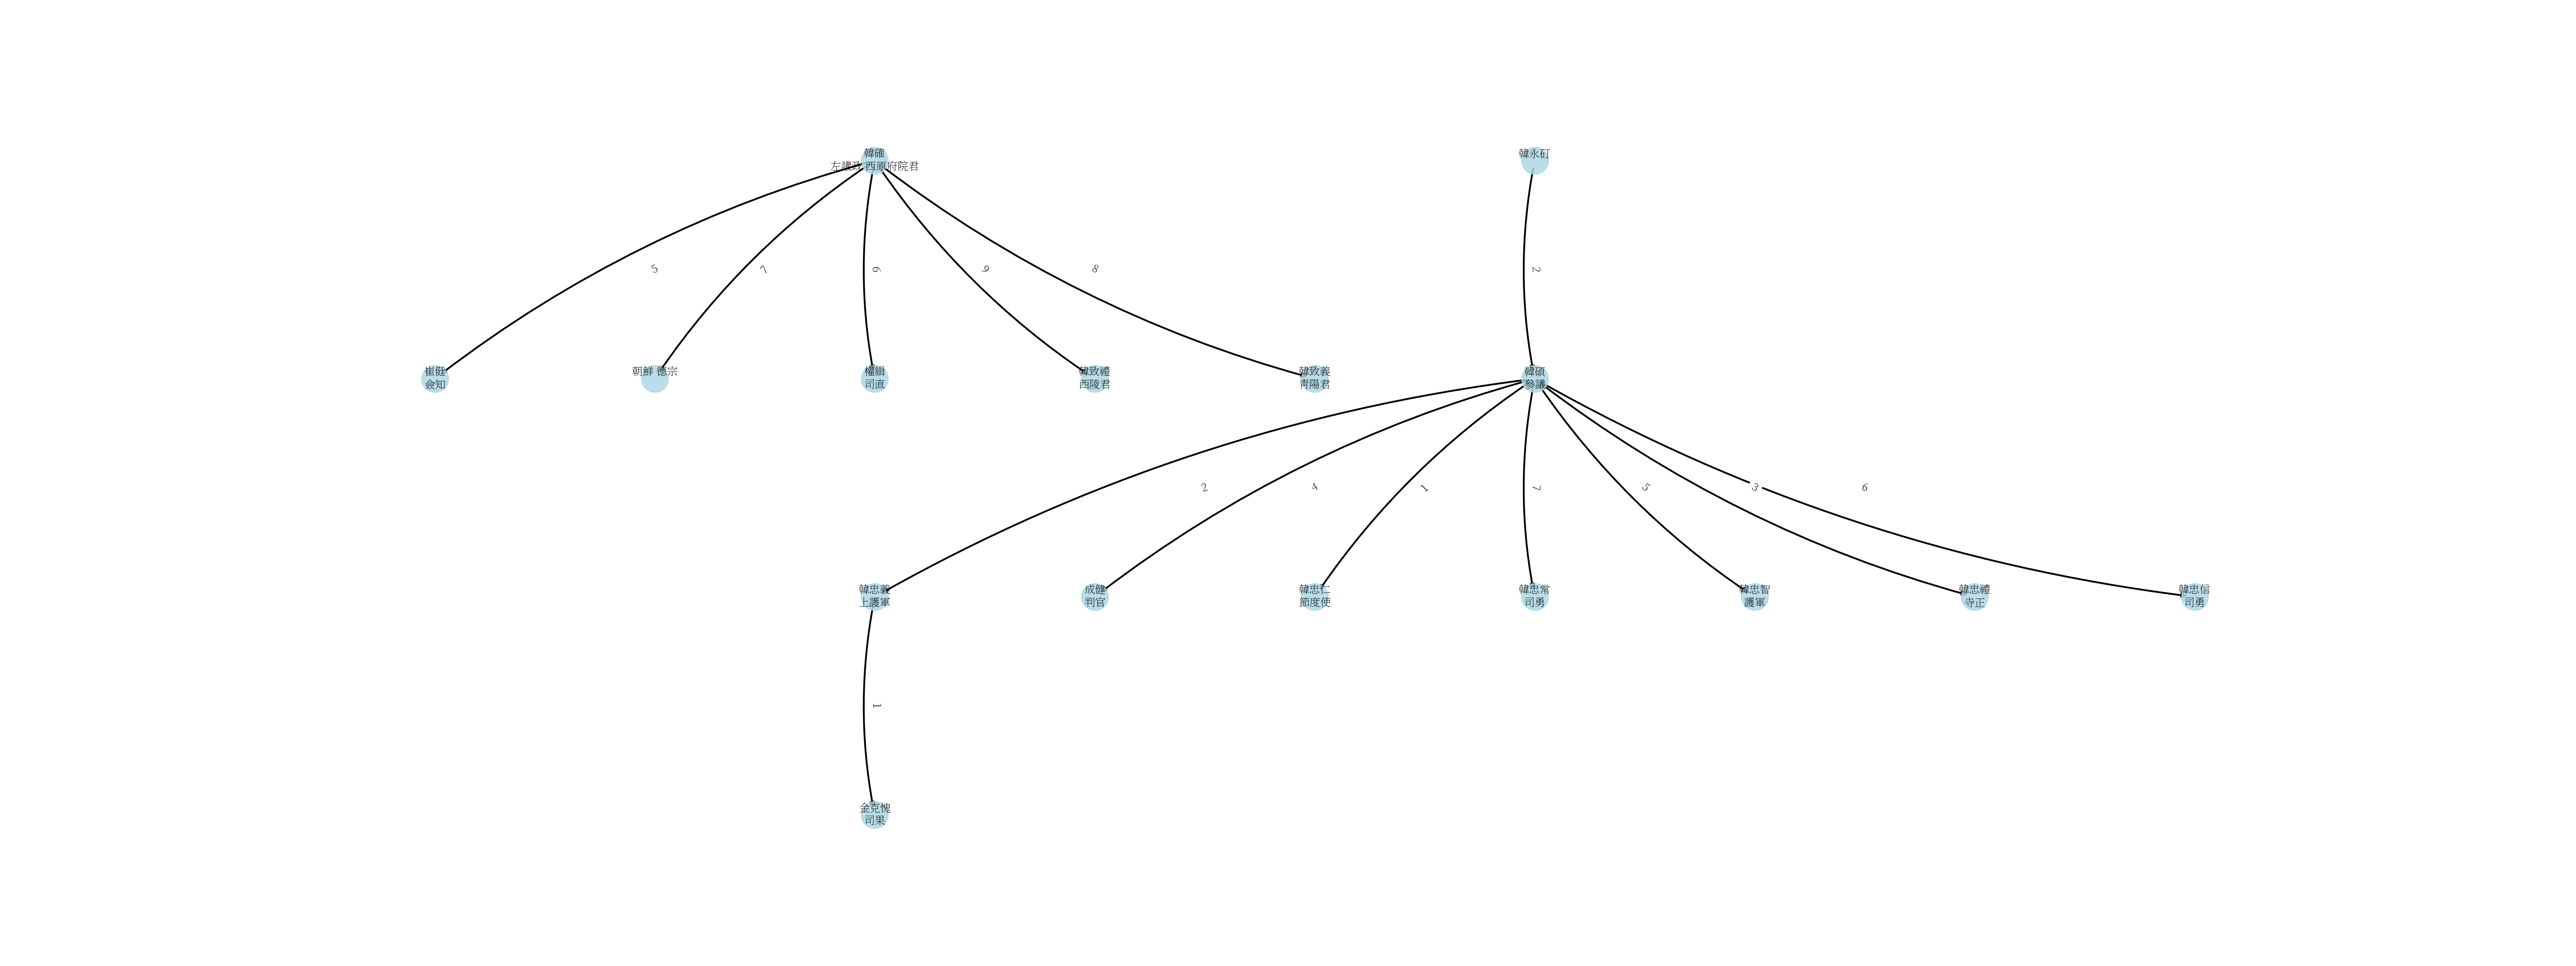 韓確
左議政 西原府院君
韓永矴
5
7
6
9
8
2
崔侹
僉知
朝鮮 德宗
權緝
司直
韓致禮
西陵君
韓致義
靑陽君
韓碩
參議
2
4
1
7
5
3
6
韓忠義
上護軍
成健
判官
韓忠仁
節度使
韓忠常
司勇
韓忠智
護軍
韓忠禮
寺正
韓忠信
司勇
1
金克愧
司果